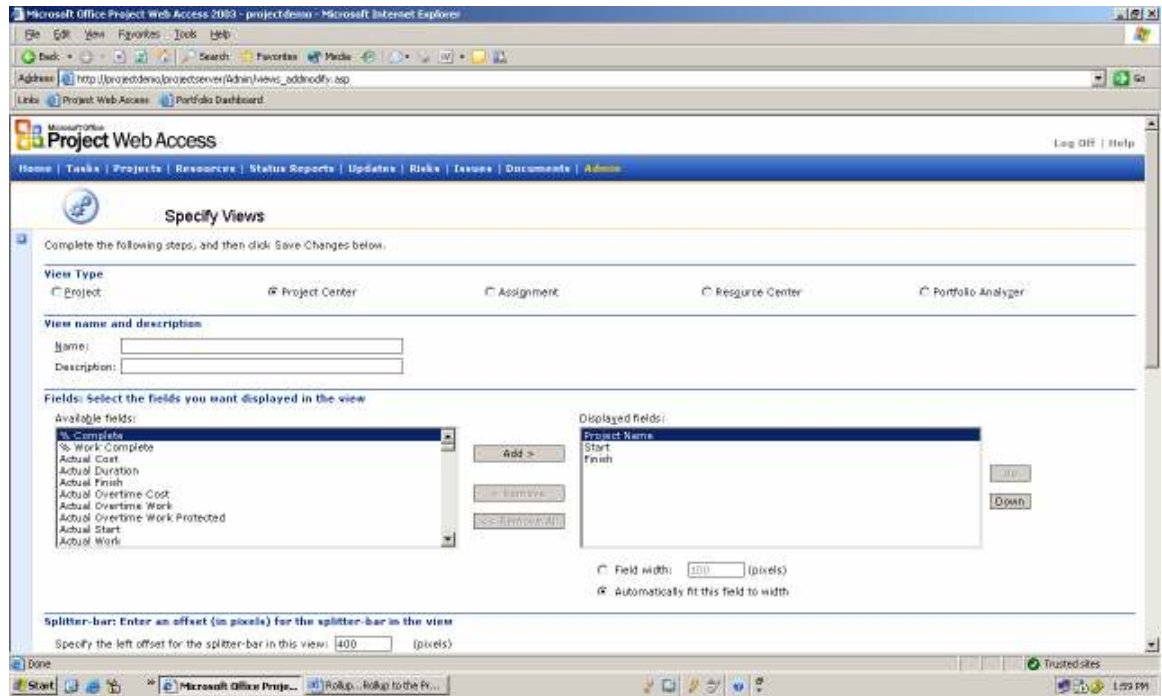 Microsoft Office Project Web Access 2003 - projectdemo - Microsoft Internet Explorer
File Edit View Favorites Tools Help
Back Search Favorites Media
Address http://projectdemo/projectserver/Admin/views_addmodify.asp Go
Links Project Web Access Portfolio Dashboard
Microsoft Office
Project Web Access
Log Off | Help
Home | Tasks | Projects | Resources | Status Reports | Updates | Risks | Issues | Documents | Admin
Specify Views
Complete the following steps, and then click Save Changes below.
View Type
Project Project Center Assignment Resource Center Portfolio Analyzer
View name and description
Name:
Description:
Fields: Select the fields you want displayed in the view
Available fields: Displayed fields:
% Complete Project Name
% Work Complete Start
Actual Cost Add > Finish
Actual Duration
Actual Finish Up
Actual Overtime Cost < Remove
Actual Overtime Work Down
Actual Overtime Work Protected << Remove All
Actual Start
Actual Work
Field width: 100 (pixels)
Automatically fit this field to width
Splitter-bar: Enter an offset (in pixels) for the splitter-bar in the view
Specify the left offset for the splitter-bar in this view: 400 (pixels)
Done Trusted sites
Start Microsoft Office Proje... Rollup...Rollup to the Pr... 1:59 PM